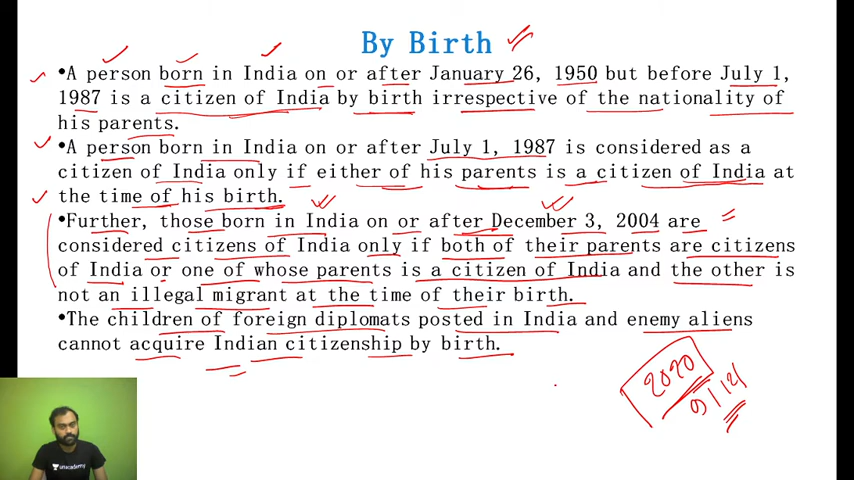 By Birth
•A person born in India on or after January 26, 1950 but before July 1,
1987 is a citizen of India by birth irrespective of the nationality of
his parents.
•A person born in India on or after July 1, 1987 is considered as a
citizen of India only if either of his parents is a citizen of India at
the time of his birth.
•Further, those born in India on or after December 3, 2004 are
considered citizens of India only if both of their parents are citizens
of India or one of whose parents is a citizen of India and the other is
not an illegal migrant at the time of their birth.
•The children of foreign diplomats posted in India and enemy aliens
cannot acquire Indian citizenship by birth.
2020
unacademy